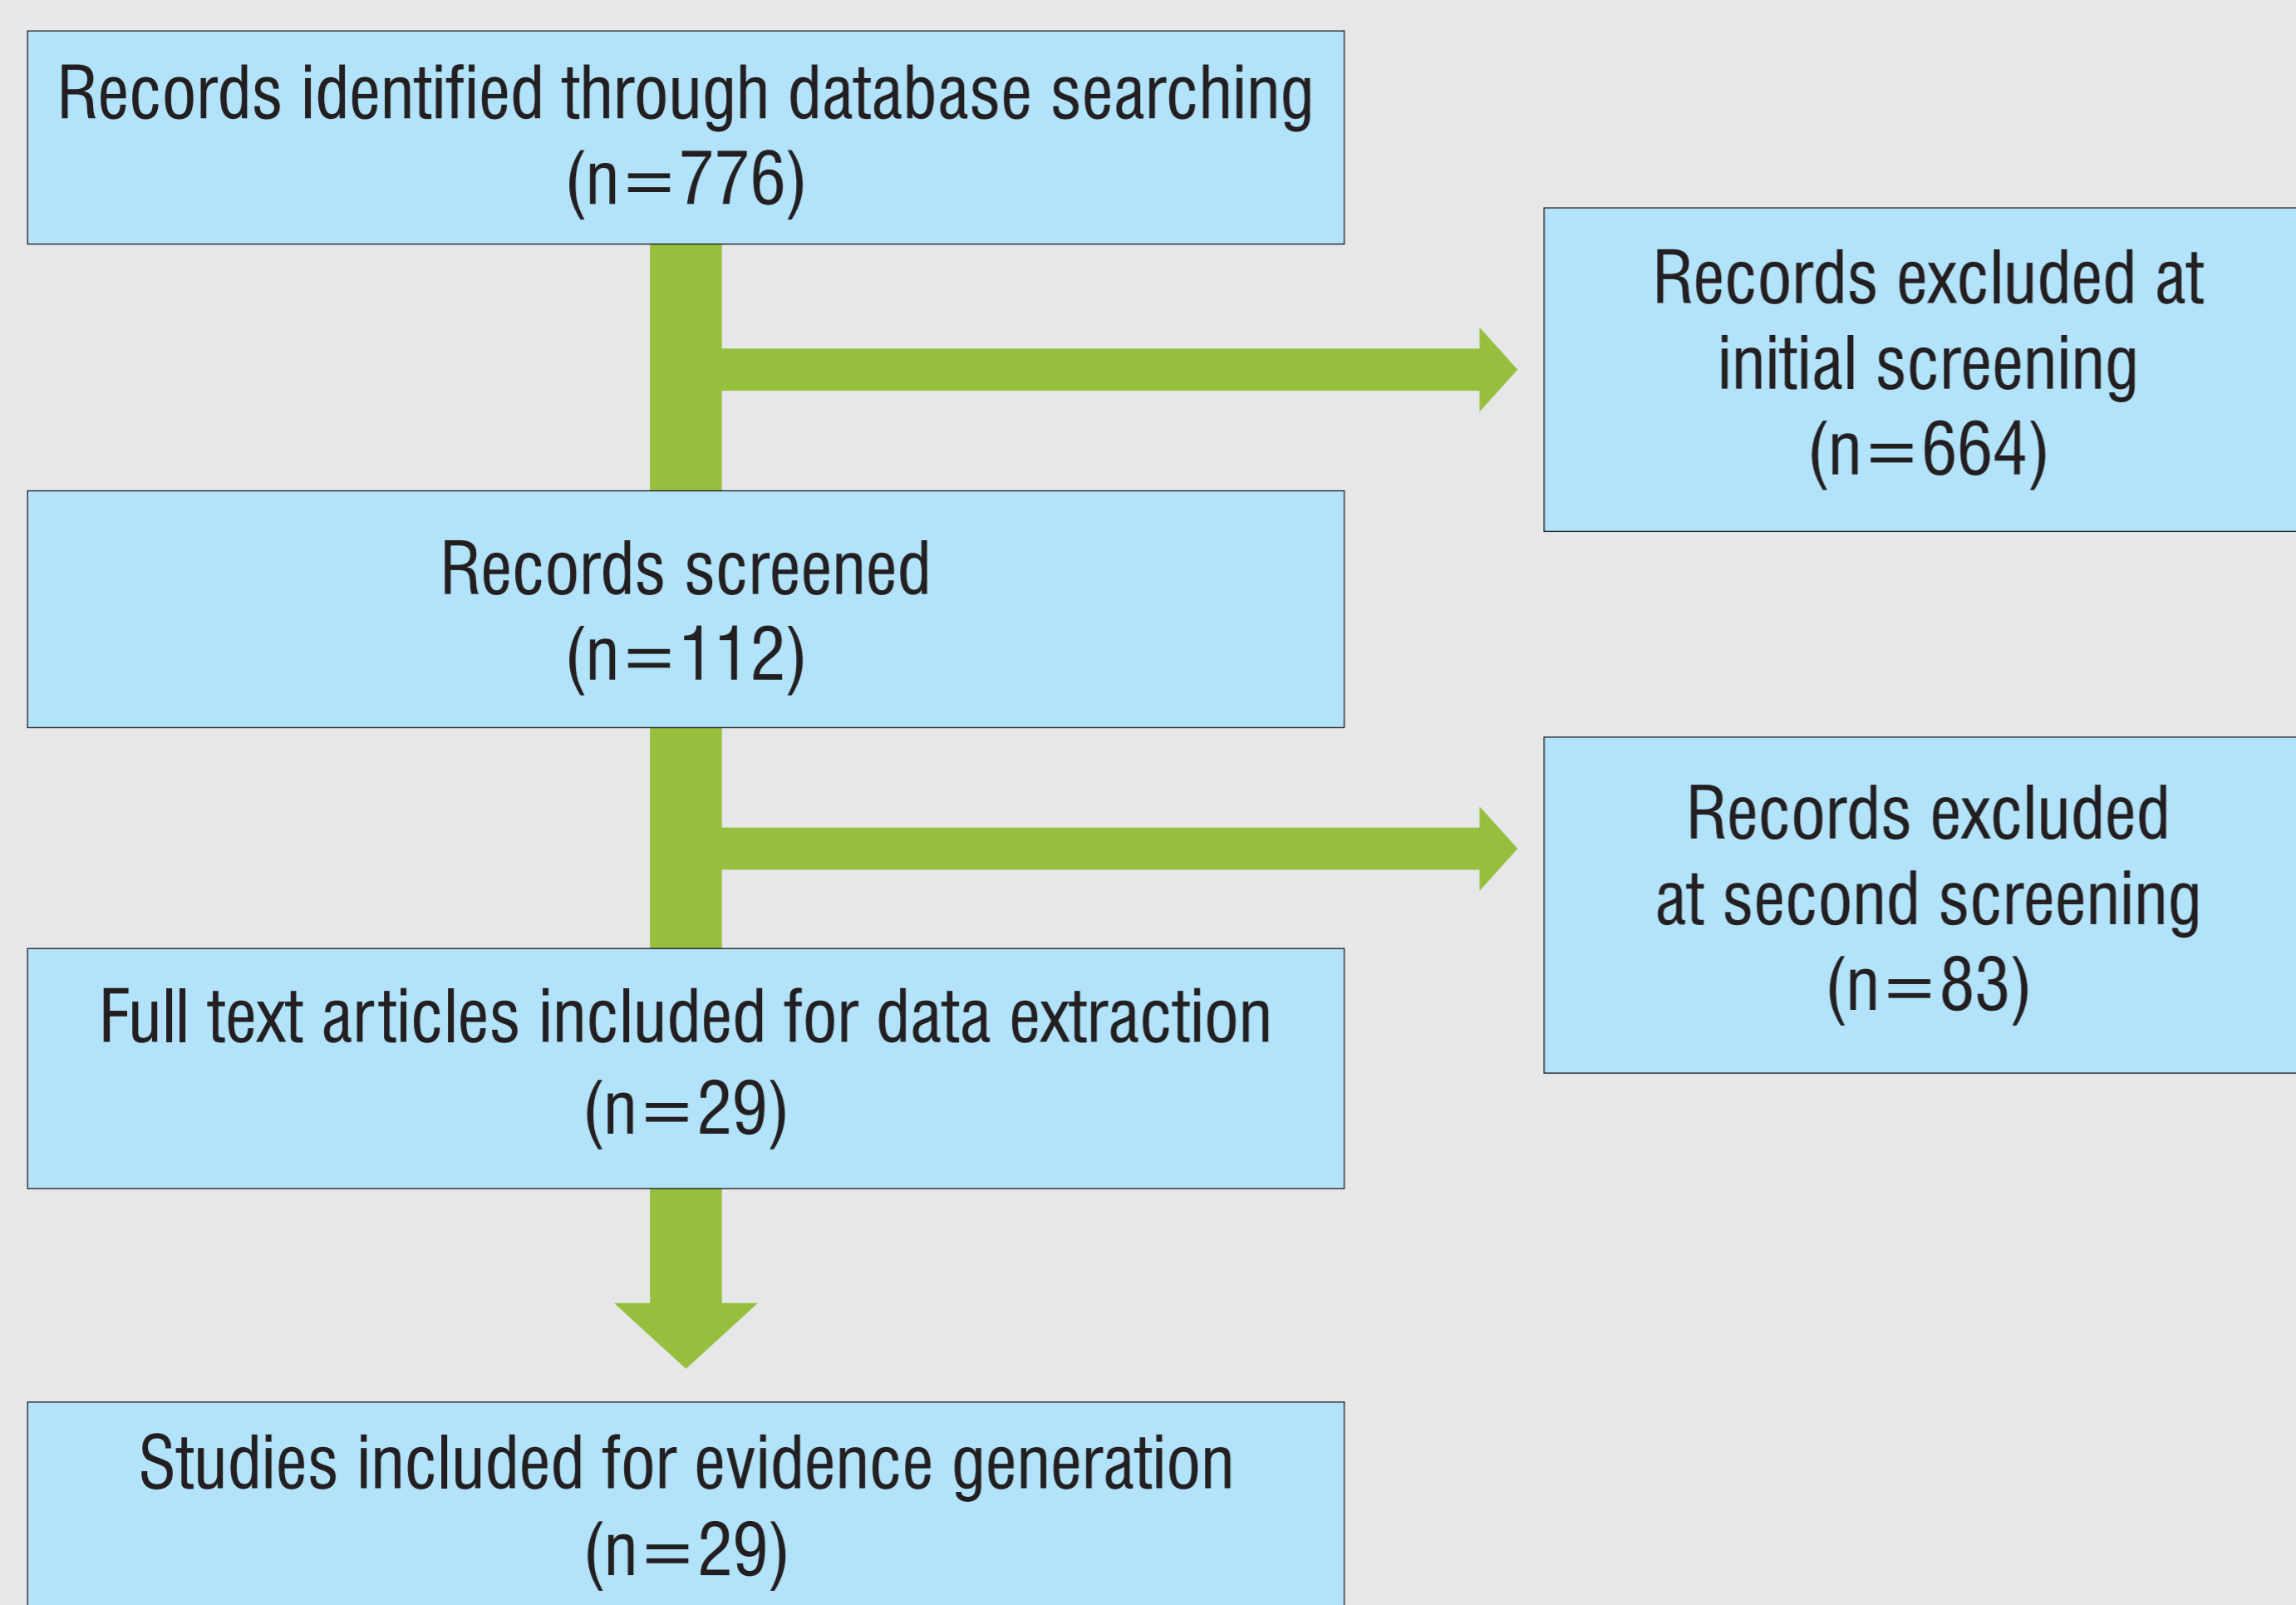 Records identified through database searching
(n=776)
Records excluded at
initial screening
(n=664)
Records screened
(n=112)
Records excluded
at second screening
(n=83)
Full text articles included for data extraction
(n=29)
Studies included for evidence generation
(n=29)